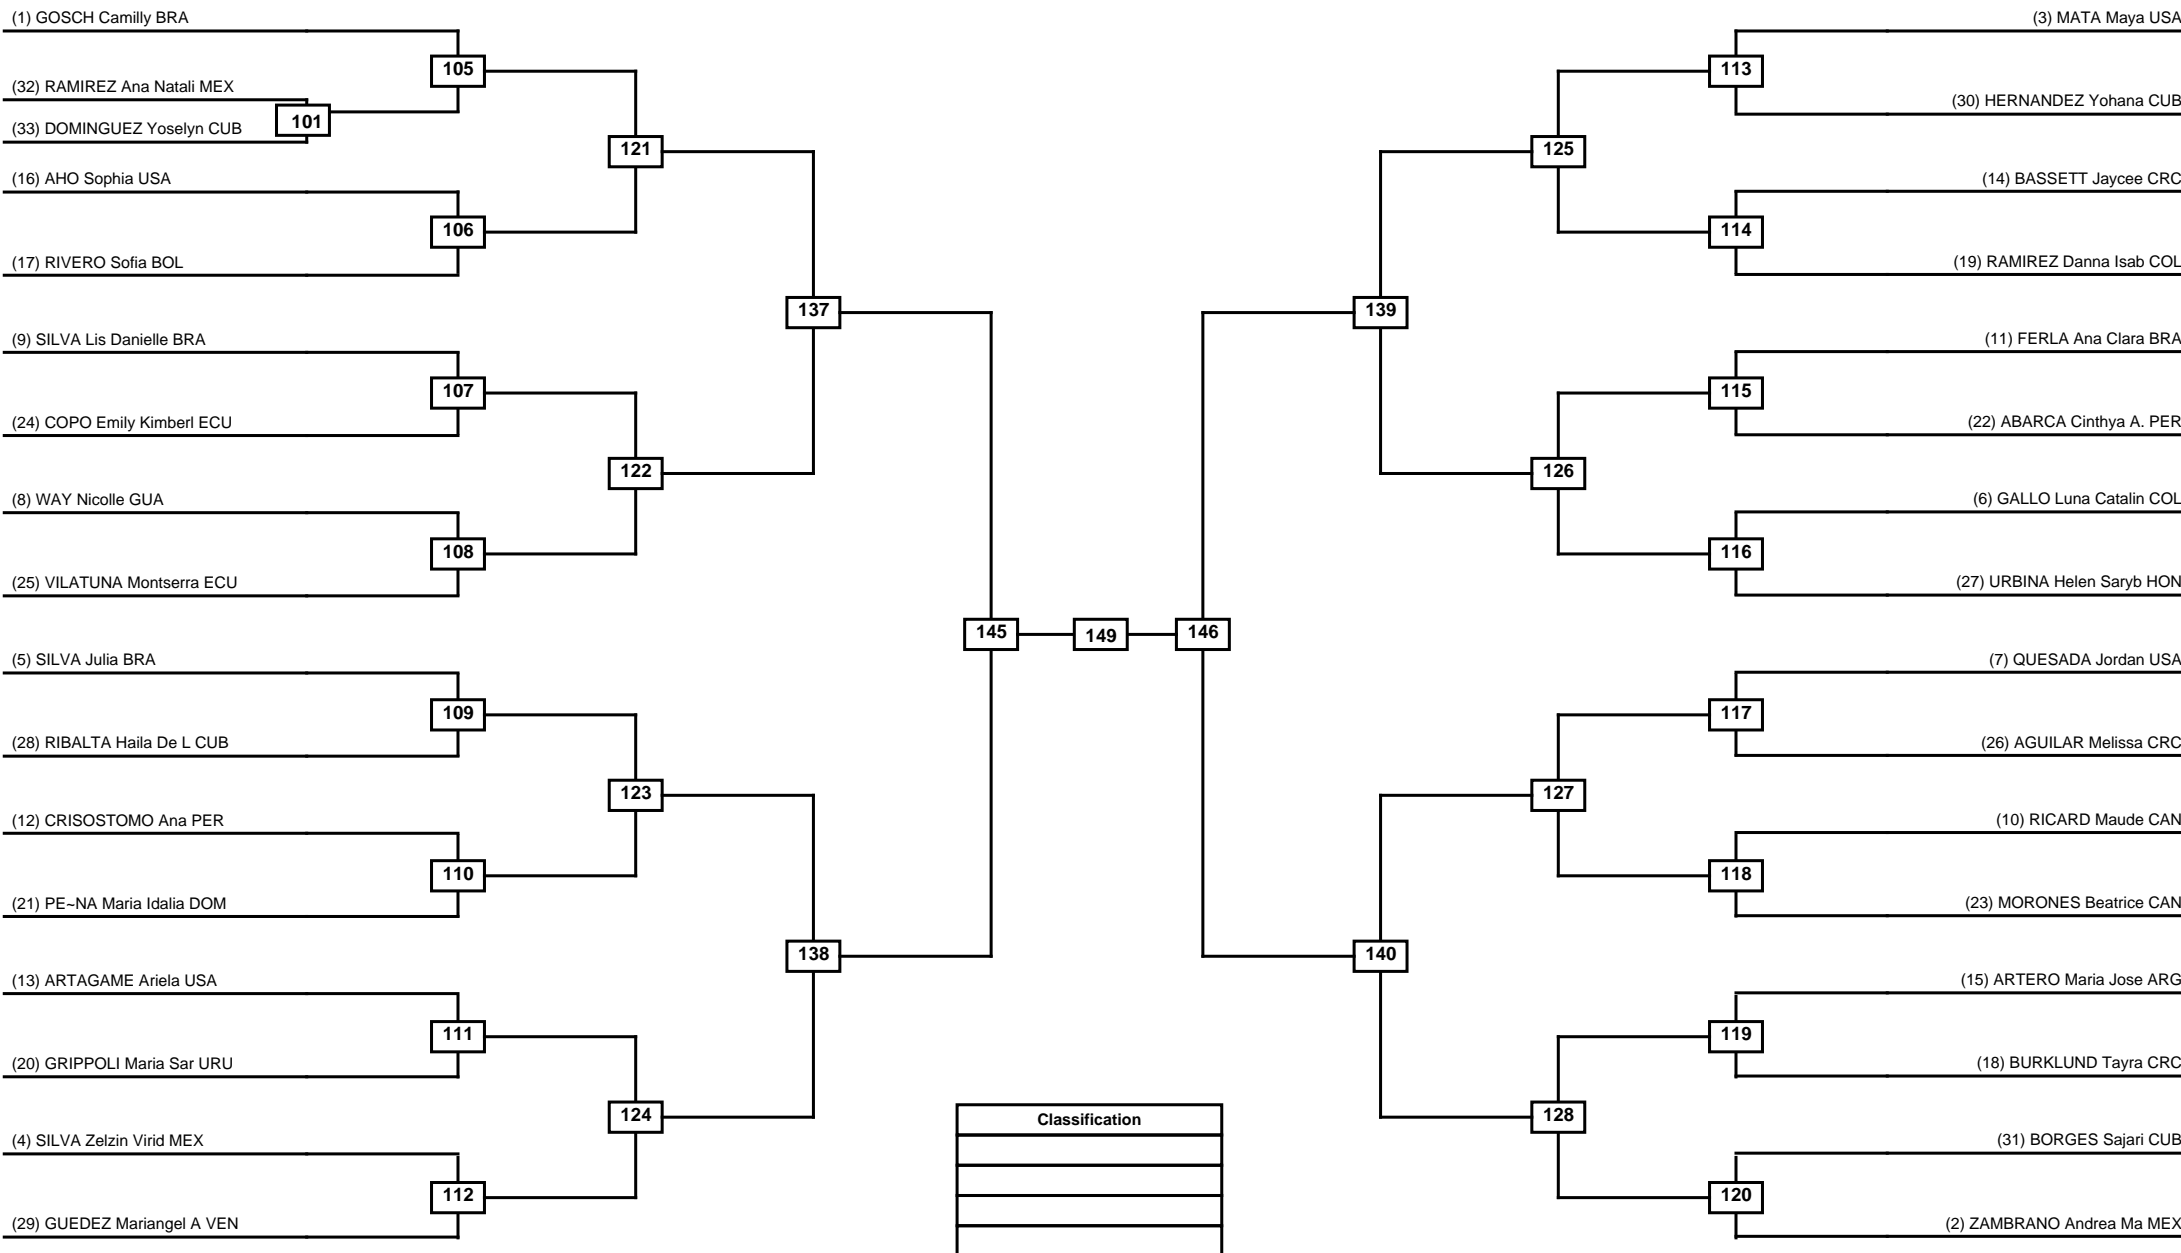 (1) GOSCH Camilly BRA
105
(32) RAMIREZ Ana Natali MEX
101
(33) DOMINGUEZ Yoselyn CUB
121
(16) AHO Sophia USA
106
(17) RIVERO Sofia BOL
137
(9) SILVA Lis Danielle BRA
107
(24) COPO Emily Kimberl ECU
122
(8) WAY Nicolle GUA
108
(25) VILATUNA Montserra ECU
145
149
146
(5) SILVA Julia BRA
109
(28) RIBALTA Haila De L CUB
123
(12) CRISOSTOMO Ana PER
110
(21) PE~NA Maria Idalia DOM
138
(13) ARTAGAME Ariela USA
111
(20) GRIPPOLI Maria Sar URU
124
(4) SILVA Zelzin Virid MEX
112
(29) GUEDEZ Mariangel A VEN
(3) MATA Maya USA
113
(30) HERNANDEZ Yohana CUB
125
(14) BASSETT Jaycee CRC
114
(19) RAMIREZ Danna Isab COL
139
(11) FERLA Ana Clara BRA
115
(22) ABARCA Cinthya A. PER
126
(6) GALLO Luna Catalin COL
116
(27) URBINA Helen Saryb HON
(7) QUESADA Jordan USA
117
(26) AGUILAR Melissa CRC
127
(10) RICARD Maude CAN
118
(23) MORONES Beatrice CAN
140
(15) ARTERO Maria Jose ARG
119
(18) BURKLUND Tayra CRC
128
(31) BORGES Sajari CUB
120
(2) ZAMBRANO Andrea Ma MEX
Classification